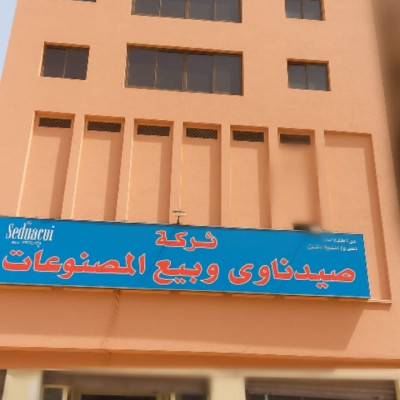 Sednaoui
شركة
صيدناوى وبيع المصنوعات